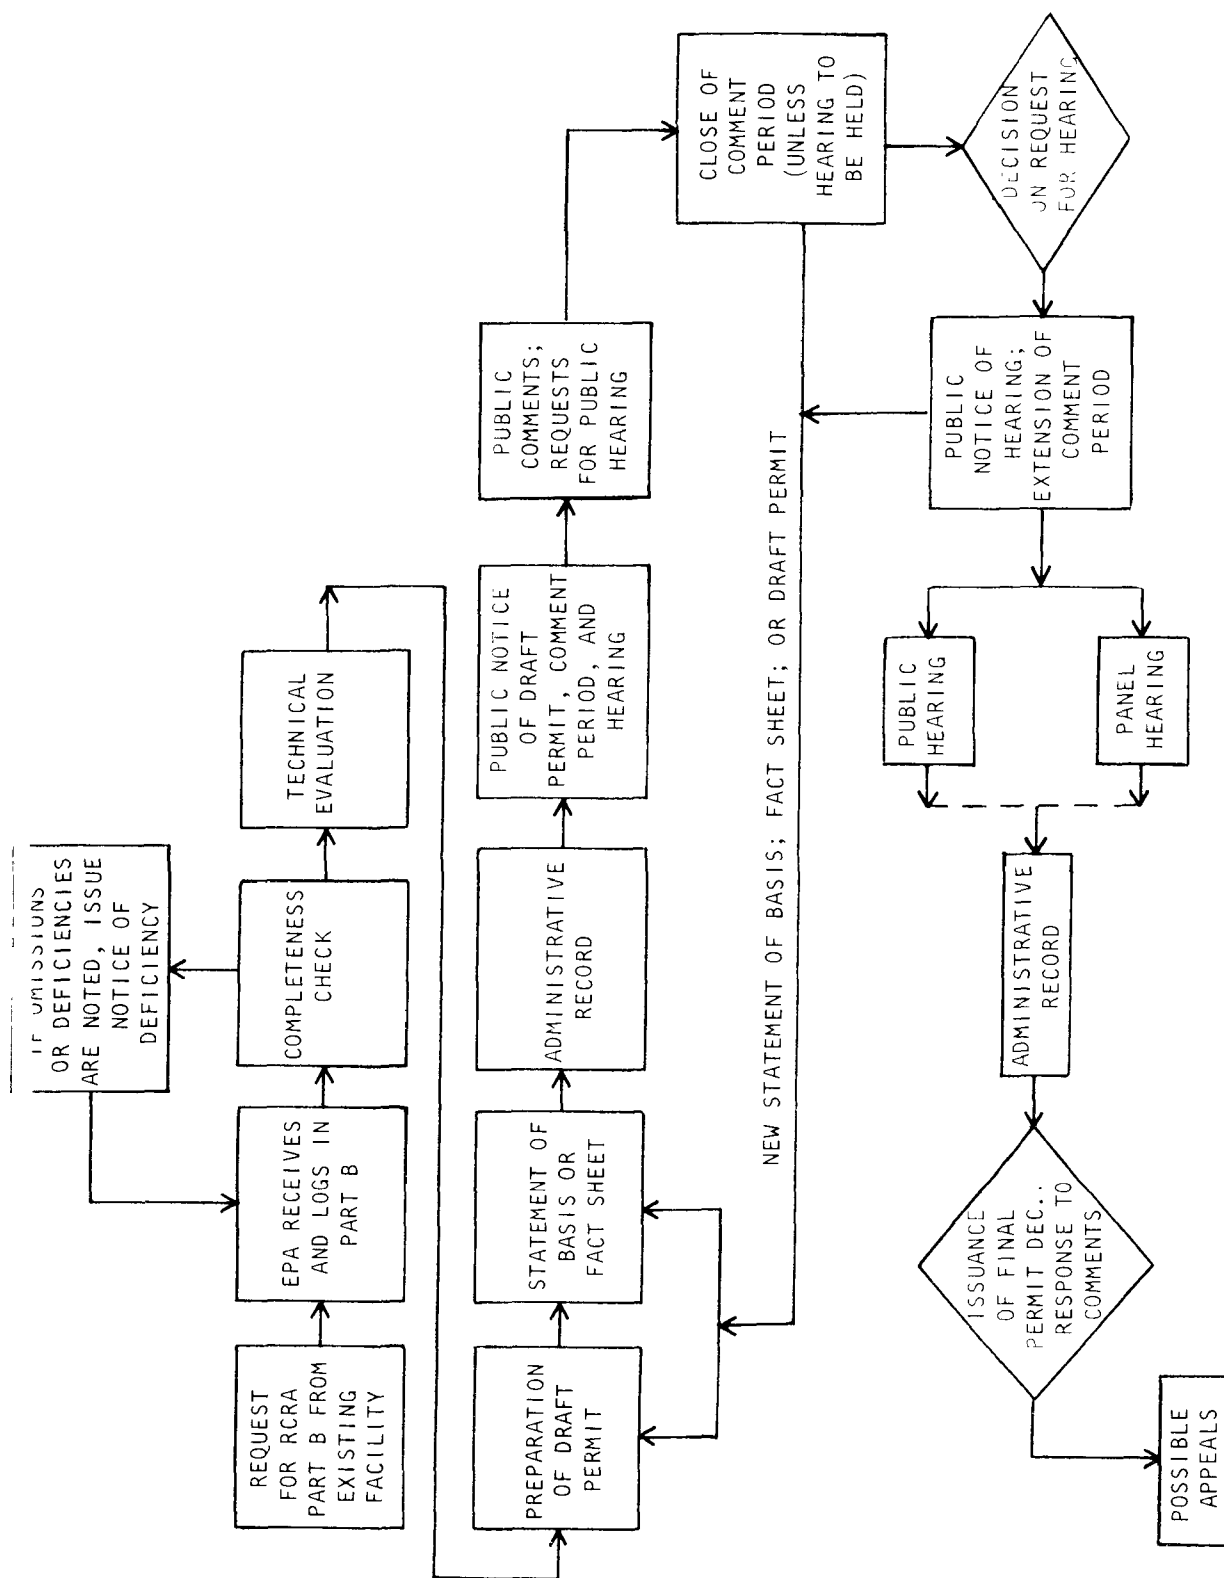 IF OMISSIONS
OR DEFICIENCIES
ARE NOTED, ISSUE
NOTICE OF
DEFICIENCY
REQUEST
FOR RCRA
PART B FROM
EXISTING
FACILITY
EPA RECEIVES
AND LOGS IN
PART B
COMPLETENESS
CHECK
TECHNICAL
EVALUATION
PREPARATION
OF DRAFT
PERMIT
STATEMENT OF
BASIS OR
FACT SHEET
ADMINISTRATIVE
RECORD
PUBLIC NOTICE
OF DRAFT
PERMIT, COMMENT
PERIOD, AND
HEARING
PUBLIC
COMMENTS;
REQUESTS
FOR PUBLIC
HEARING
CLOSE OF
COMMENT
PERIOD
(UNLESS
HEARING TO
BE HELD)
NEW STATEMENT OF BASIS; FACT SHEET; OR DRAFT PERMIT
DECISION
ON REQUEST
FOR HEARING
PUBLIC
NOTICE OF
HEARING;
EXTENSION OF
COMMENT
PERIOD
PUBLIC
HEARING
PANEL
HEARING
ADMINISTRATIVE
RECORD
ISSUANCE
OF FINAL
PERMIT DEC..
RESPONSE TO
COMMENTS
POSSIBLE
APPEALS